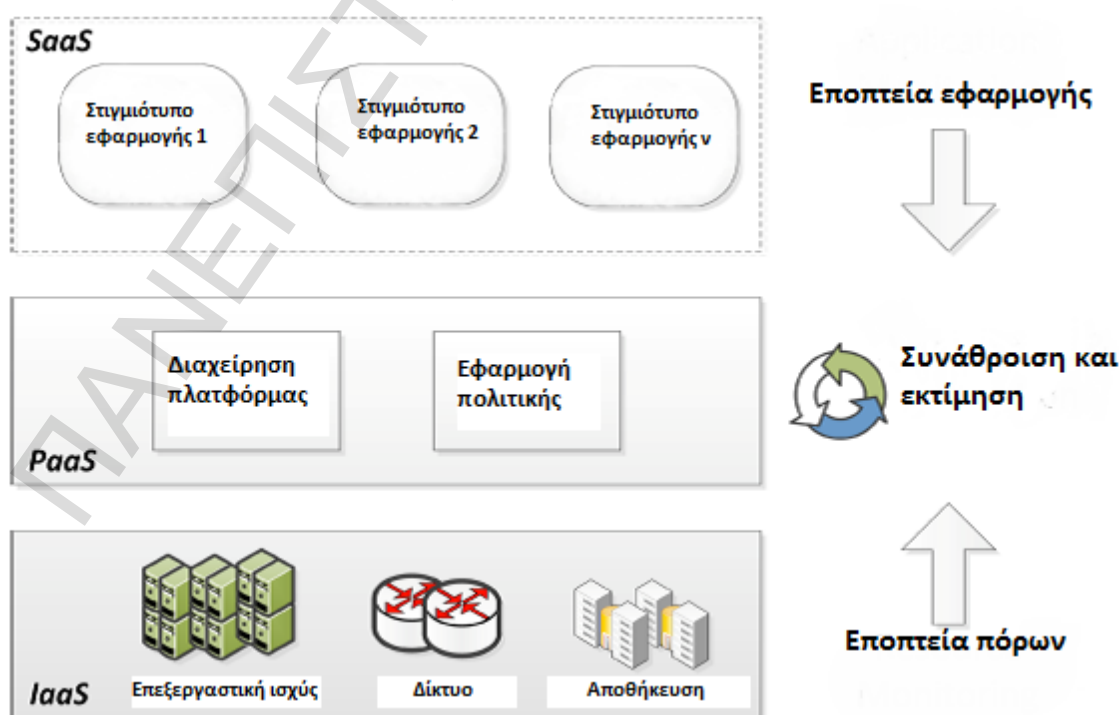 SaaS
Στιγμιότυπο
εφαρμογής 1
Στιγμιότυπο
εφαρμογής 2
Στιγμιότυπο
εφαρμογής ν
Εποπτεία εφαρμογής
Διαχείρηση
πλατφόρμας
Εφαρμογή
πολιτικής
PaaS
Συνάθροιση και
εκτίμηση
Εποπτεία πόρων
IaaS
Επεξεργαστική ισχύς
Δίκτυο
Αποθήκευση
ΠΑΝΕΠΙΣΤ